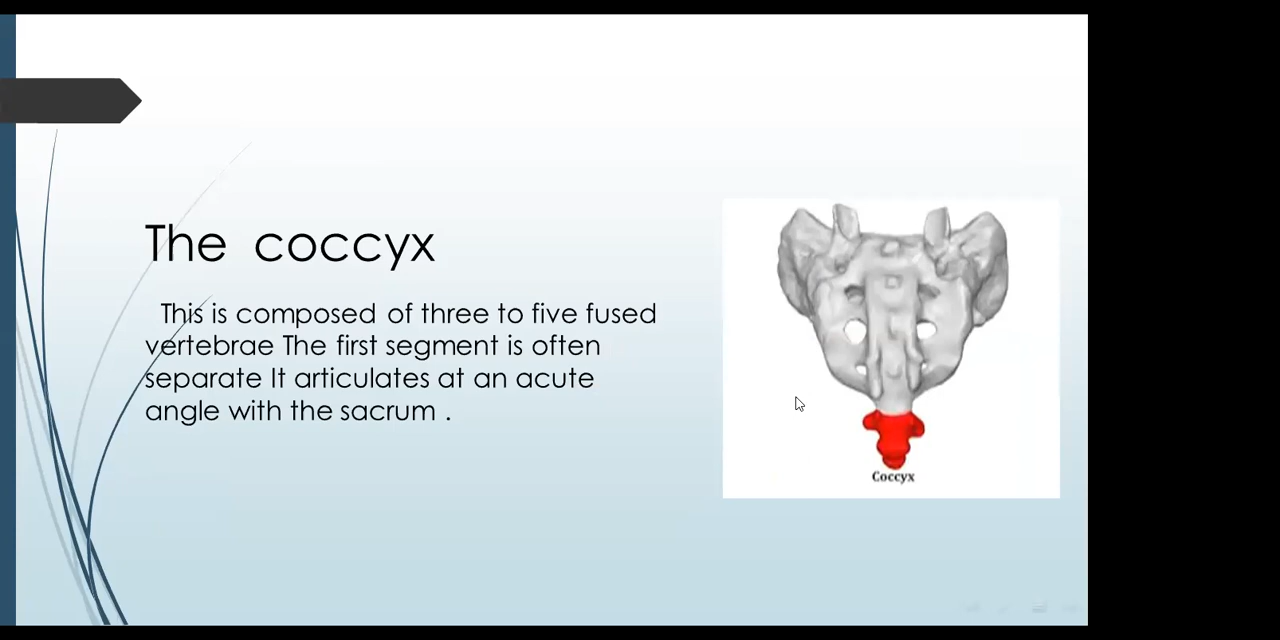 The coccyx
This is composed of three to five fused
vertebrae The first segment is often
separate It articulates at an acute
angle with the sacrum .
Coccyx